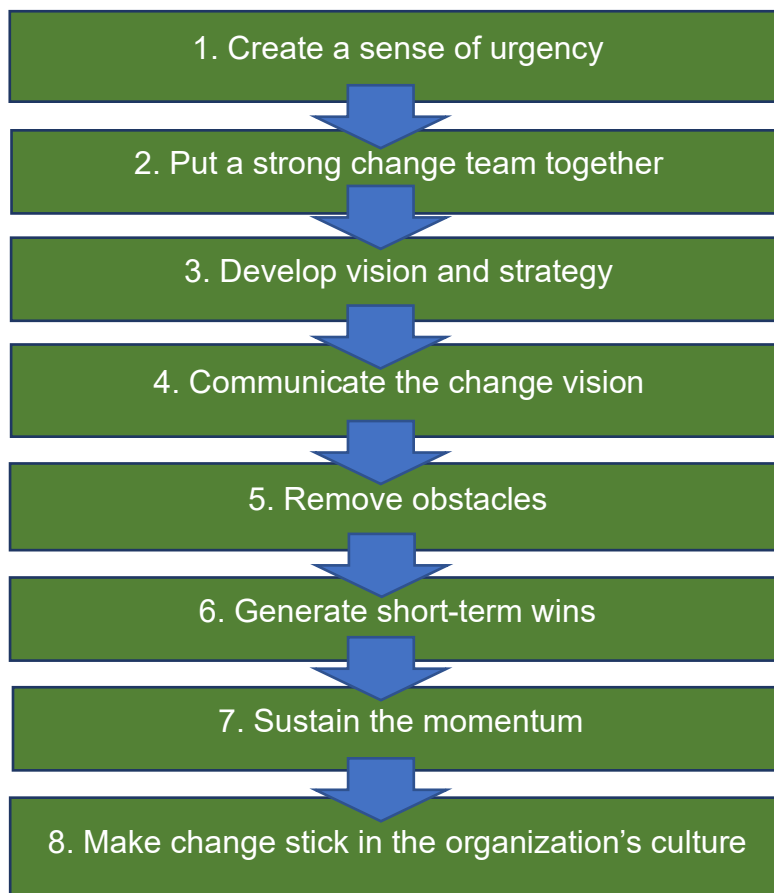 1. Create a sense of urgency
2. Put a strong change team together
3. Develop vision and strategy
4. Communicate the change vision
5. Remove obstacles
6. Generate short-term wins
7. Sustain the momentum
8. Make change stick in the organization’s culture